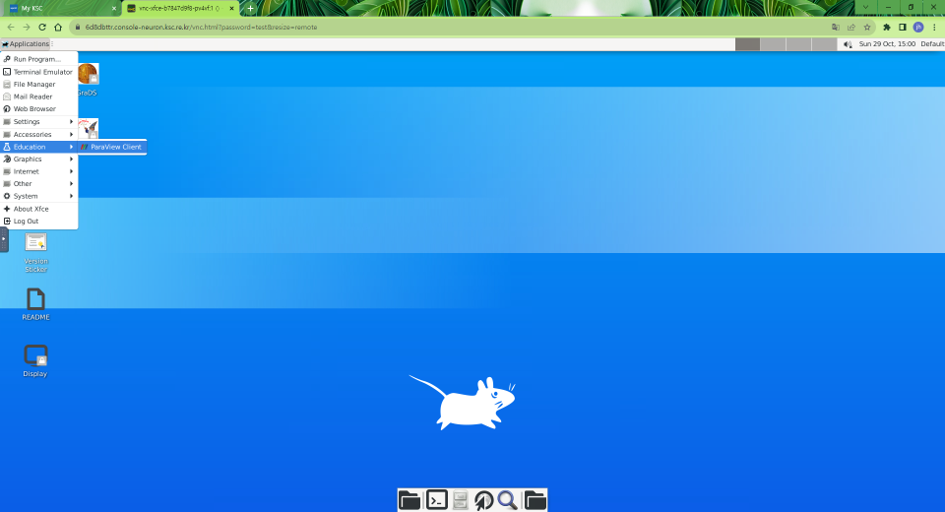 My KSC
vnc-xfce-b7847d9f8-pv4xf:1 ()
6d8dbttr.console-neuron.ksc.re.kr/vnc.html?password=test&resize=remote
Applications
Sun 29 Oct, 15:00 Default
Run Program...
Terminal Emulator
File Manager
Mail Reader
Web Browser
Settings
Accessories
Education
ParaView Client
Graphics
Internet
Other
System
About Xfce
Log Out
GrADS
Version
Sticker
README
Display